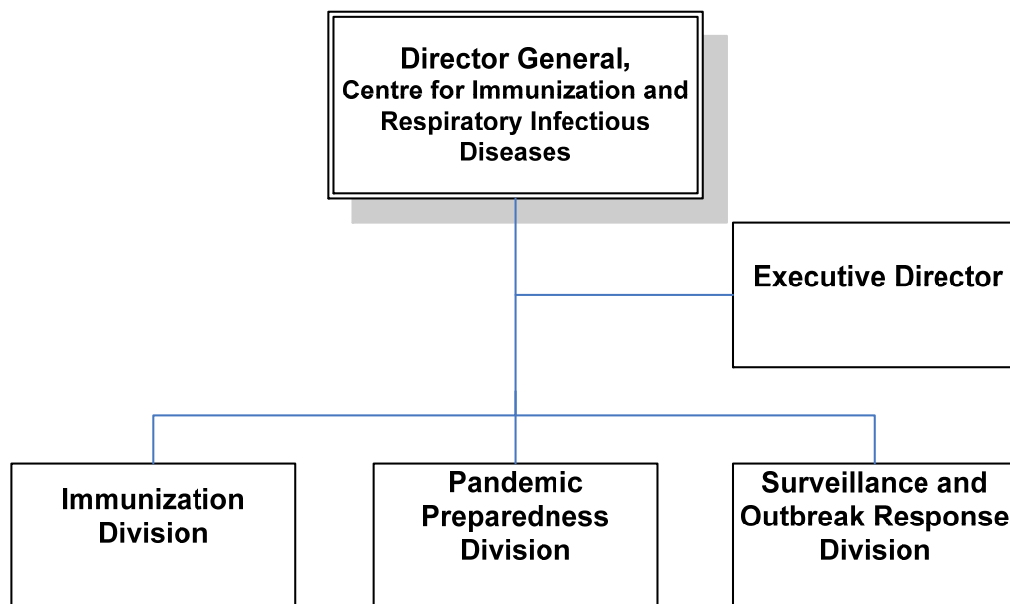 Director General,
Centre for Immunization and
Respiratory Infectious
Diseases
Executive Director
Immunization
Division
Pandemic
Preparedness
Division
Surveillance and
Outbreak Response
Division